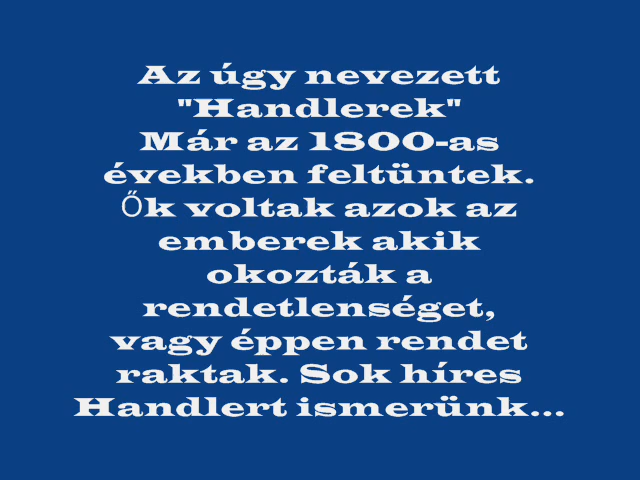 Az úgy nevezett
"Handlerek"
Már az 1800-as
években feltüntek.
Ők voltak azok az
emberek akik
okozták a
rendetlenséget,
vagy éppen rendet
raktak. Sok híres
Handlert ismerünk...